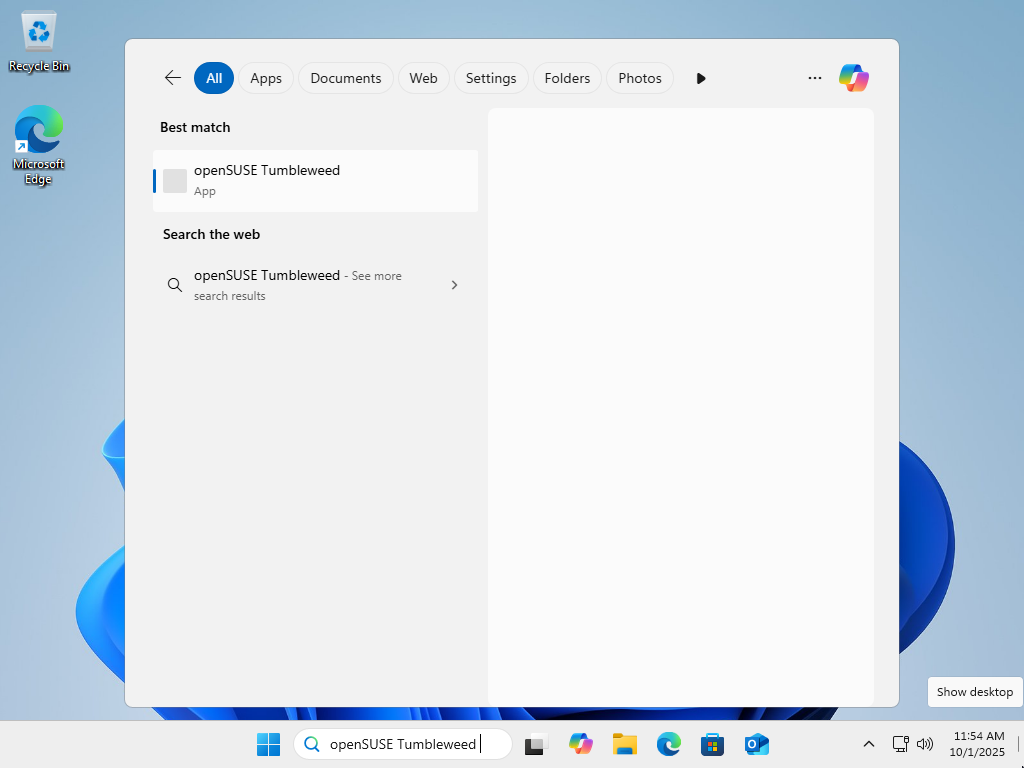 Recycle Bin
Microsoft
Edge
All
Apps
Documents
Web
Settings
Folders
Photos
Best match
openSUSE Tumbleweed
App
Search the web
openSUSE Tumbleweed - See more
search results
Show desktop
openSUSE Tumbleweed
11:54 AM
10/1/2025